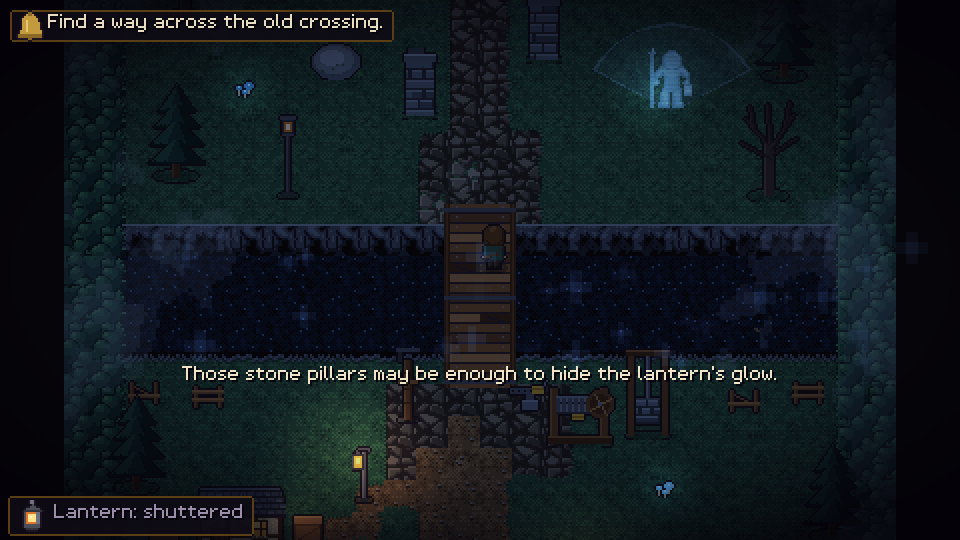 Find a way across the old crossing.
Those stone pillars may be enough to hide the lantern's glow.
Lantern: shuttered